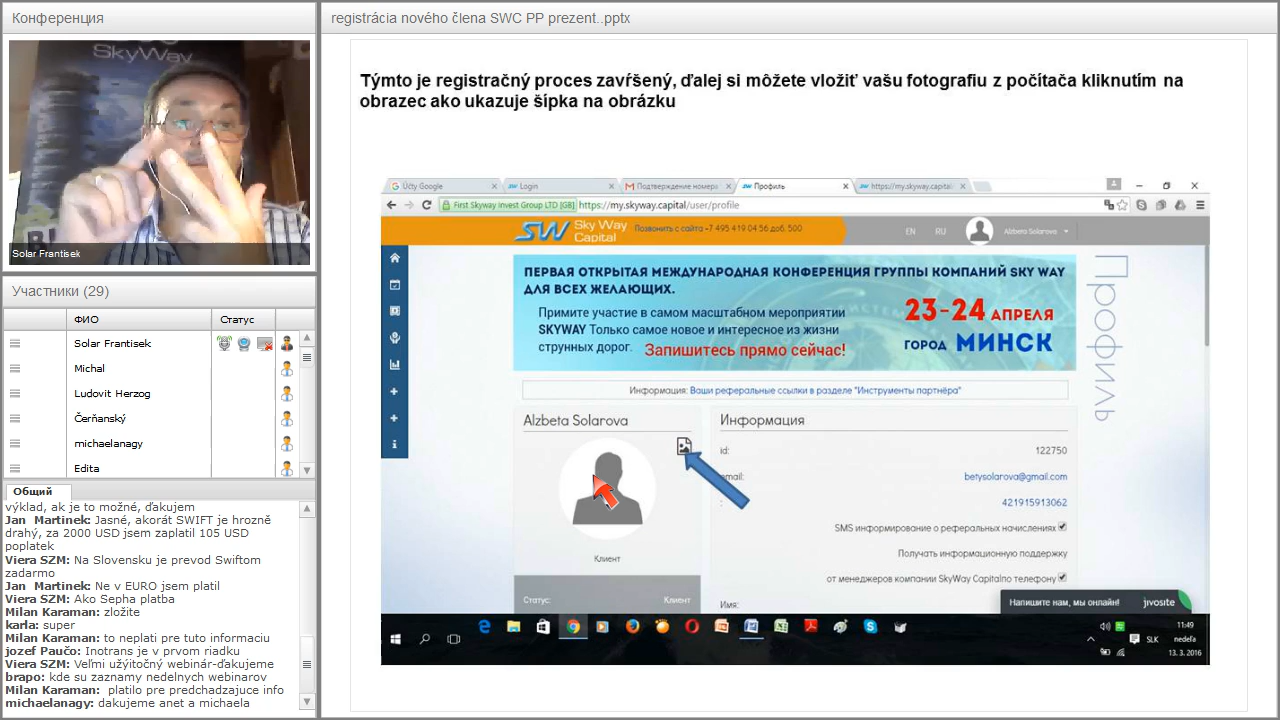 Конференция
SkyWay
Solar Frantisek
Участники (29)
ФИО
Статус
Solar Frantisek
Michal
Ludovit Herzog
Čerňanský
michaelanagy
Edita
Общий
výklad, ak je to možné, ďakujem
Jan Martinek: Jasné, akorát SWIFT je hrozně
drahý, za 2000 USD jsem zaplatil 105 USD
poplatek
Viera SZM: Na Slovensku je prevod Swiftom
zadarmo
Jan Martinek: Ne v EURO jsem platil
Viera SZM: Ako Sepha platba
Milan Karaman: zložite
karla: super
Milan Karaman: to neplati pre tuto informaciu
jozef Paučo: Inotrans je v prvom riadku
Viera SZM: Veľmi užýitočný webinár-ďakujeme
brapo: kde su zaznamy nedelnych webinarov
Milan Karaman: platilo pre predchadzajuce info
michaelanagy: dakujeme anet a michaela
registrácia nového člena SWC PP prezent..pptx
Týmto je registračný proces zavŕšený, ďalej si môžete vložiť vašu fotografiu z počítača kliknutím na
obrazec ako ukazuje šípka na obrázku
Účty Google
Login
Подтверждение номера
Профиль
https://my.skyway.capital
First Skyway Invest Group LTD [GB]
https://my.skyway.capital/user/profile
SW Sky Way
Capital
Позвонить с сайта +7 495 419 04 56 доб. 500
EN
RU
Alzbeta Solarova
ПЕРВАЯ ОТКРЫТАЯ МЕЖДУНАРОДНАЯ КОНФЕРЕНЦИЯ ГРУППЫ КОМПАНИЙ SKY WAY
ДЛЯ ВСЕХ ЖЕЛАЮЩИХ.
Примите участие в самом масштабном мероприятии
SKYWAY Только самое новое и интересное из жизни
струнных дорог. Запишитесь прямо сейчас!
23-24 АПРЕЛЯ
ГОРОД МИНСК
Профиль
Информация: Ваши реферальные ссылки в разделе "Инструменты партнёра"
Alzbeta Solarova
Клиент
Статус:
Клиент
Информация
id:
122750
email:
betysolarova@gmail.com
:
421915913062
SMS информирование о реферальных начислениях
Получать информационную поддержку
от менеджеров компании SkyWay Capitalпо телефону
Имя:
Напишите нам, мы онлайн!
jivosite
SLK
11:49
nedeľa
13. 3. 2016